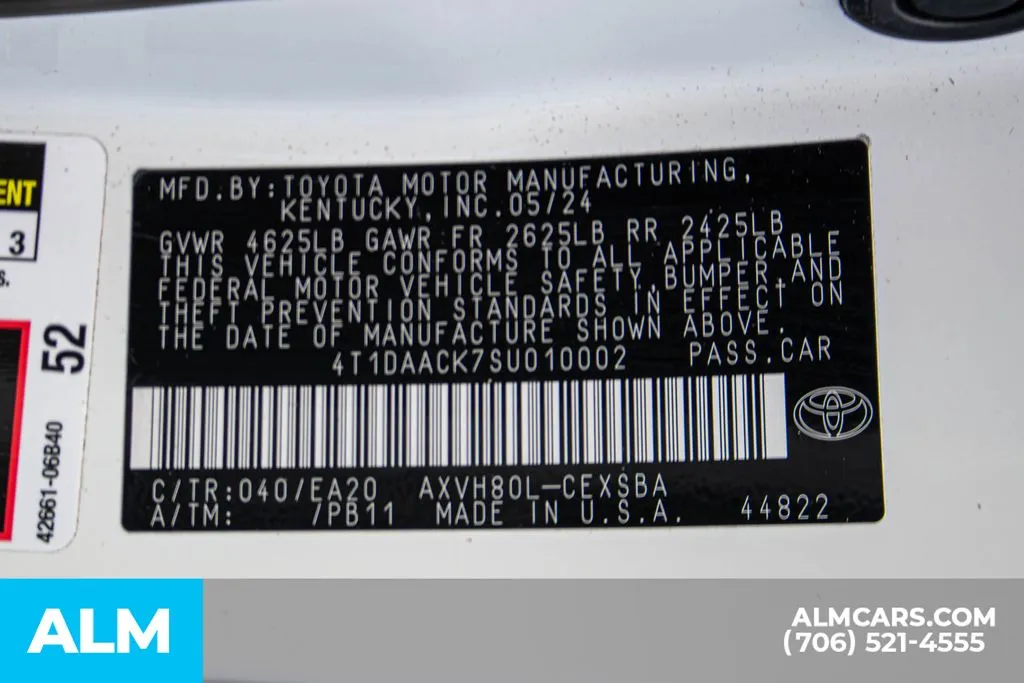 MFD. BY: TOYOTA MOTOR MANUFACTURING,
KENTUCKY, INC. 05/24
GVWR 4625LB GAWR FR 2625LB RR 2425LB
THIS VEHICLE CONFORMS TO ALL APPLICABLE
FEDERAL MOTOR VEHICLE SAFETY, BUMPER, AND
THEFT PREVENTION STANDARDS IN EFFECT ON
THE DATE OF MANUFACTURE SHOWN ABOVE.
4T1DAACK7SU010002 PASS. CAR
C/TR: 040/EA20 AXVH80L-CEXSBA
A/TM: /PB11 MADE IN U.S.A. 44822
3
52
42661-06B40
ALM
ALMCARS.COM
(706) 521-4555